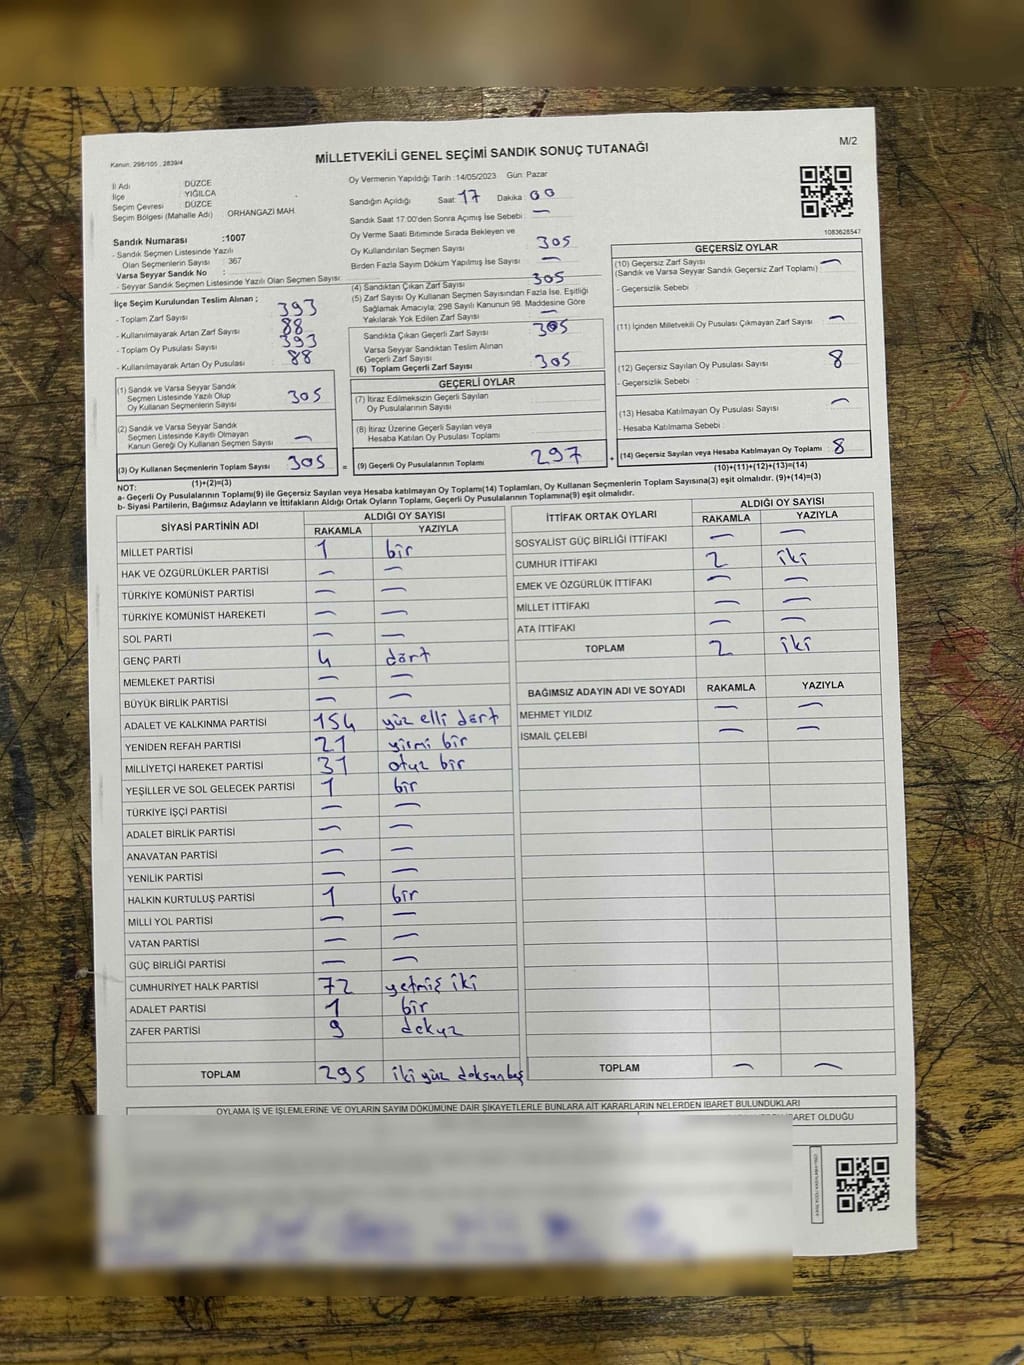 M/2
Kanun: 298/105 , 2839/4
MİLLETVEKİLİ GENEL SEÇİMİ SANDIK SONUÇ TUTANAĞI
İl Adı : DÜZCE
İlçe : YIĞILCA
Seçim Çevresi : DÜZCE
Seçim Bölgesi (Mahalle Adı) ORHANGAZİ MAH.
Sandık Numarası :1007
- Sandık Seçmen Listesinde Yazılı
Olan Seçmenlerin Sayısı : 367
Varsa Seyyar Sandık No :
- Seyyar Sandık Seçmen Listesinde Yazılı Olan Seçmen Sayısı:
İlçe Seçim Kurulundan Teslim Alınan ;
- Toplam Zarf Sayısı 393
- Kullanılmayarak Artan Zarf Sayısı 88
- Toplam Oy Pusulası Sayısı 393
- Kullanılmayarak Artan Oy Pusulası 88
(1) Sandık ve Varsa Seyyar Sandık
Seçmen Listesinde Yazılı Olup
Oy Kullanan Seçmenlerin Sayısı 305
(2) Sandık ve Varsa Seyyar Sandık
Seçmen Listesinde Kayıtlı Olmayan
Kanun Gereği Oy Kullanan Seçmen Sayısı —
(3) Oy Kullanan Seçmenlerin Toplam Sayısı 305 =
(1)+(2)=(3)
Oy Vermenin Yapıldığı Tarih :14/05/2023 Gün: Pazar
Sandığın Açıldığı Saat: 17 Dakika : 00
Sandık Saat 17:00'den Sonra Açımış İse Sebebi : —
Oy Verme Saati Bitiminde Sırada Bekleyen ve
Oy Kullandırılan Seçmen Sayısı 305
Birden Fazla Sayım Döküm Yapılmış İse Sayısı —
(4) Sandıktan Çıkan Zarf Sayısı 305
(5) Zarf Sayısı Oy Kullanan Seçmen Sayısından Fazla İse, Eşitliği
Sağlamak Amacıyla; 298 Sayılı Kanunun 98. Maddesine Göre
Yakılarak Yok Edilen Zarf Sayısı —
Sandıkta Çıkan Geçerli Zarf Sayısı 305
Varsa Seyyar Sandıktan Teslim Alınan
Geçerli Zarf Sayısı
(6) Toplam Geçerli Zarf Sayısı 305
GEÇERLİ OYLAR
(7) İtiraz Edilmeksizin Geçerli Sayılan
Oy Pusulalarının Sayısı
(8) İtiraz Üzerine Geçerli Sayılan veya
Hesaba Katılan Oy Pusulası Toplamı
(9) Geçerli Oy Pusulalarının Toplamı 297 +
1083628547
GEÇERSİZ OYLAR
(10) Geçersiz Zarf Sayısı —
(Sandık ve Varsa Seyyar Sandık Geçersiz Zarf Toplamı)
- Geçersizlik Sebebi :
(11) İçinden Milletvekili Oy Pusulası Çıkmayan Zarf Sayısı —
(12) Geçersiz Sayılan Oy Pusulası Sayısı 8
- Geçersizlik Sebebi :
(13) Hesaba Katılmayan Oy Pusulası Sayısı —
- Hesaba Katılmama Sebebi :
(14) Geçersiz Sayılan veya Hesaba Katılmayan Oy Toplamı 8
(10)+(11)+(12)+(13)=(14)
NOT:
a- Geçerli Oy Pusulalarının Toplamı(9) ile Geçersiz Sayılan veya Hesaba katılmayan Oy Toplamı(14) Toplamları, Oy Kullanan Seçmenlerin Toplam Sayısına(3) eşit olmalıdır. (9)+(14)=(3)
b- Siyasi Partilerin, Bağımsız Adayların ve İttifakların Aldığı Ortak Oyların Toplamı, Geçerli Oy Pusulalarının Toplamına(9) eşit olmalıdır.
SİYASİ PARTİNİN ADI ALDIĞI OY SAYISI
RAKAMLA YAZIYLA
MİLLET PARTİSİ 1 bir
HAK VE ÖZGÜRLÜKLER PARTİSİ — —
TÜRKİYE KOMÜNİST PARTİSİ — —
TÜRKİYE KOMÜNİST HAREKETİ — —
SOL PARTİ — —
GENÇ PARTİ 4 dört
MEMLEKET PARTİSİ — —
BÜYÜK BİRLİK PARTİSİ — —
ADALET VE KALKINMA PARTİSİ 154 yüz elli dört
YENİDEN REFAH PARTİSİ 21 yirmi bir
MİLLİYETÇİ HAREKET PARTİSİ 31 otuz bir
YEŞİLLER VE SOL GELECEK PARTİSİ 1 bir
TÜRKİYE İŞÇİ PARTİSİ — —
ADALET BİRLİK PARTİSİ — —
ANAVATAN PARTİSİ — —
YENİLİK PARTİSİ — —
HALKIN KURTULUŞ PARTİSİ 1 bir
MİLLİ YOL PARTİSİ — —
VATAN PARTİSİ — —
GÜÇ BİRLİĞİ PARTİSİ — —
CUMHURİYET HALK PARTİSİ 72 yetmiş iki
ADALET PARTİSİ 1 bir
ZAFER PARTİSİ 9 dokuz
TOPLAM 295 iki yüz doksan beş
İTTİFAK ORTAK OYLARI ALDIĞI OY SAYISI
RAKAMLA YAZIYLA
SOSYALİST GÜÇ BİRLİĞİ İTTİFAKI — —
CUMHUR İTTİFAKI 2 iki
EMEK VE ÖZGÜRLÜK İTTİFAKI — —
MİLLET İTTİFAKI — —
ATA İTTİFAKI — —
TOPLAM 2 iki
BAĞIMSIZ ADAYIN ADI VE SOYADI RAKAMLA YAZIYLA
MEHMET YILDIZ — —
İSMAİL ÇELEBİ — —
TOPLAM — —
OYLAMA İŞ VE İŞLEMLERİNE VE OYLARIN SAYIM DÖKÜMÜNE DAİR ŞİKAYETLERLE BUNLARA AİT KARARLARIN NELERDEN İBARET BULUNDUKLARI
İBARET OLDUĞU